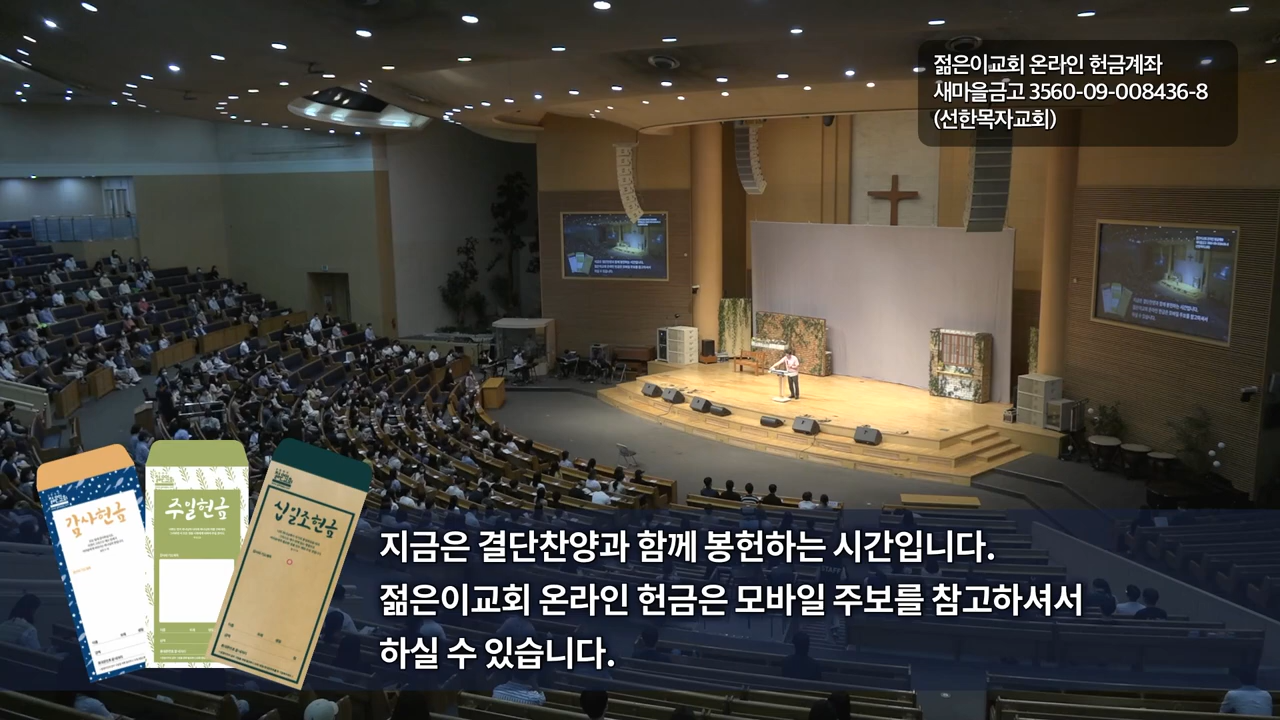 젊은이교회 온라인 헌금계좌
새마을금고 3560-09-008436-8
(선한목자교회)
감사헌금
주일헌금
십일조헌금
지금은 결단찬양과 함께 봉헌하는 시간입니다.
젊은이교회 온라인 헌금은 모바일 주보를 참고하셔서
하실 수 있습니다.
STAFF